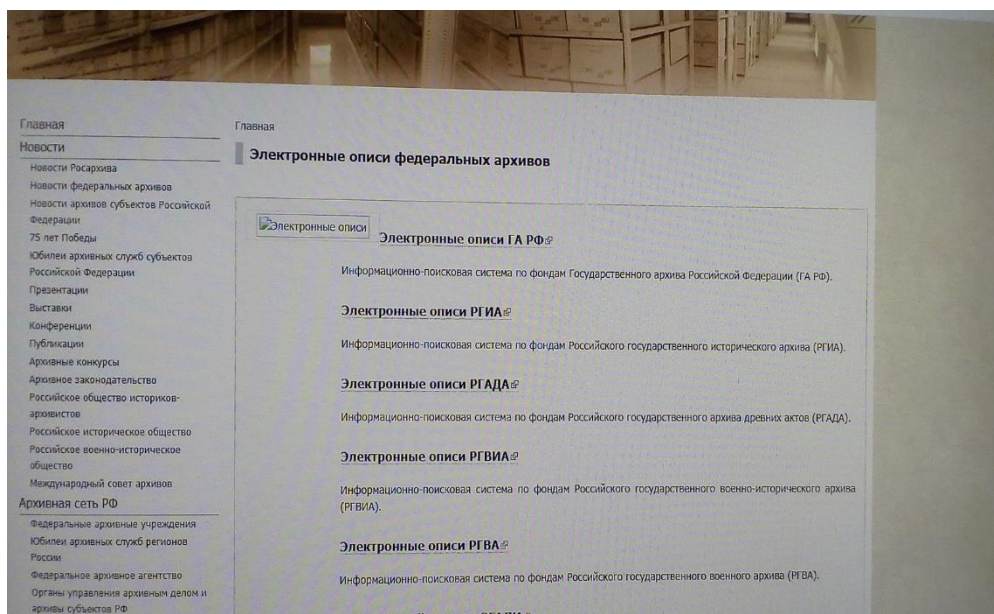 Главная
Новости
Новости Росархива
Новости федеральных архивов
Новости архивов субъектов Российской
Федерации
75 лет Победы
Юбилеи архивных служб субъектов
Российской Федерации
Презентации
Выставки
Конференции
Публикации
Архивные конкурсы
Архивное законодательство
Российское общество историков-
архивистов
Российское историческое общество
Российское военно-историческое
общество
Международный совет архивов
Архивная сеть РФ
Федеральные архивные учреждения
Юбилеи архивных служб регионов
России
Федеральное архивное агентство
Органы управления архивным делом и
архивы субъектов РФ
Главная
Электронные описи федеральных архивов
Электронные описи
Электронные описи ГА РФ
Информационно-поисковая система по фондам Государственного архива Российской Федерации (ГА РФ).
Электронные описи РГИА
Информационно-поисковая система по фондам Российского государственного исторического архива (РГИА).
Электронные описи РГАДА
Информационно-поисковая система по фондам Российского государственного архива древних актов (РГАДА).
Электронные описи РГВИА
Информационно-поисковая система по фондам Российского государственного военно-исторического архива
(РГВИА).
Электронные описи РГВА
Информационно-поисковая система по фондам Российского государственного военного архива (РГВА).